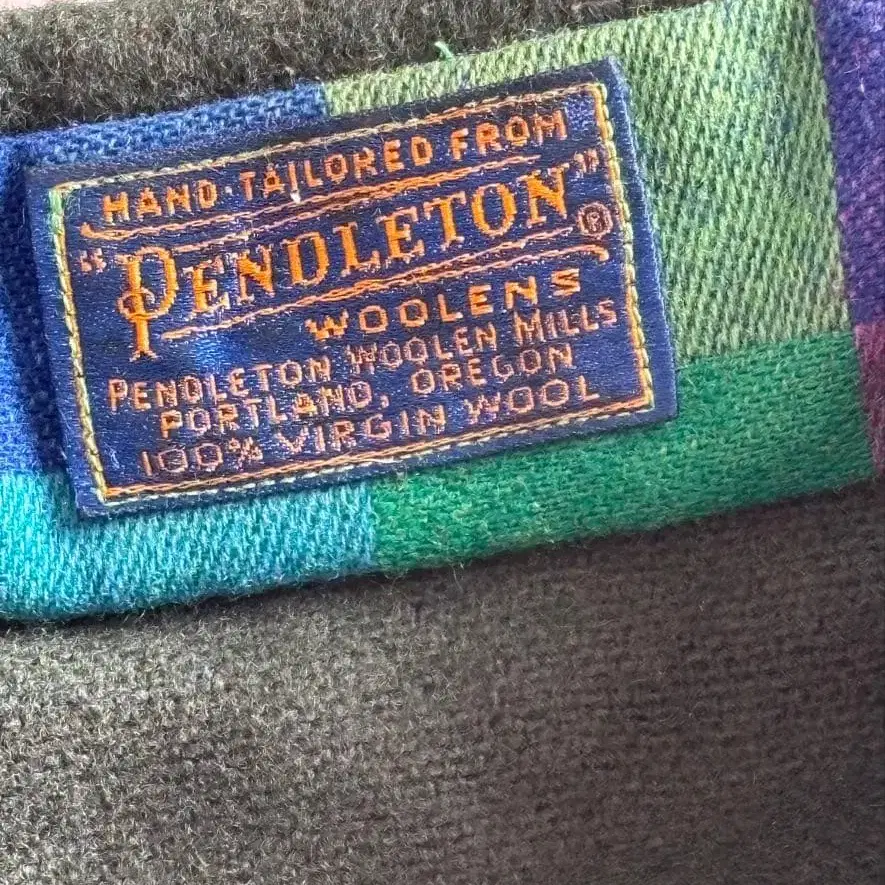 HAND-TAILORED FROM
"PENDLETON"®
WOOLENS
PENDLETON WOOLEN MILLS
PORTLAND, OREGON
100% VIRGIN WOOL